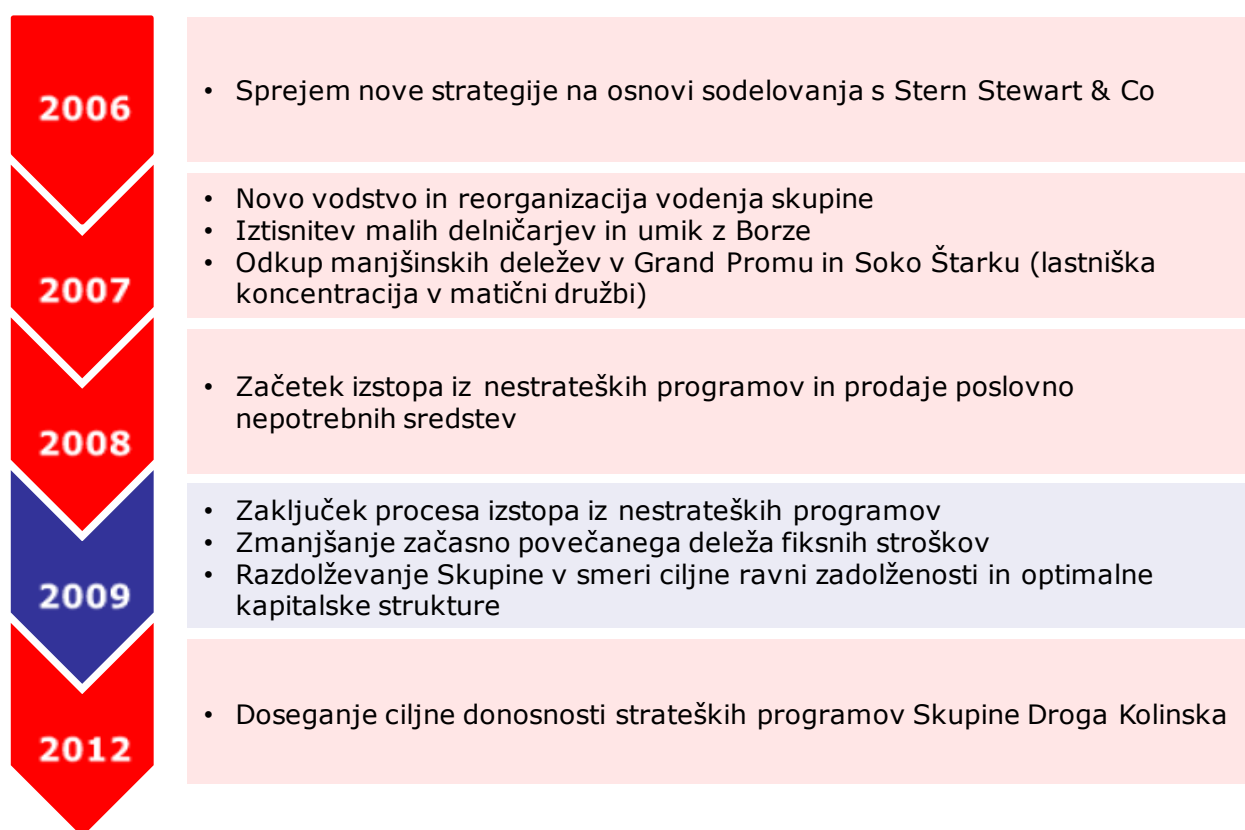 2006
• Sprejem nove strategije na osnovi sodelovanja s Stern Stewart & Co
2007
• Novo vodstvo in reorganizacija vodenja skupine
• Iztisnitev malih delničarjev in umik z Borze
• Odkup manjšinskih deležev v Grand Promu in Soko Štarku (lastniška
koncentracija v matični družbi)
2008
• Začetek izstopa iz nestrateških programov in prodaje poslovno
nepotrebnih sredstev
2009
• Zaključek procesa izstopa iz nestrateških programov
• Zmanjšanje začasno povečanega deleža fiksnih stroškov
• Razdolževanje Skupine v smeri ciljne ravni zadolženosti in optimalne
kapitalske strukture
2012
• Doseganje ciljne donosnosti strateških programov Skupine Droga Kolinska